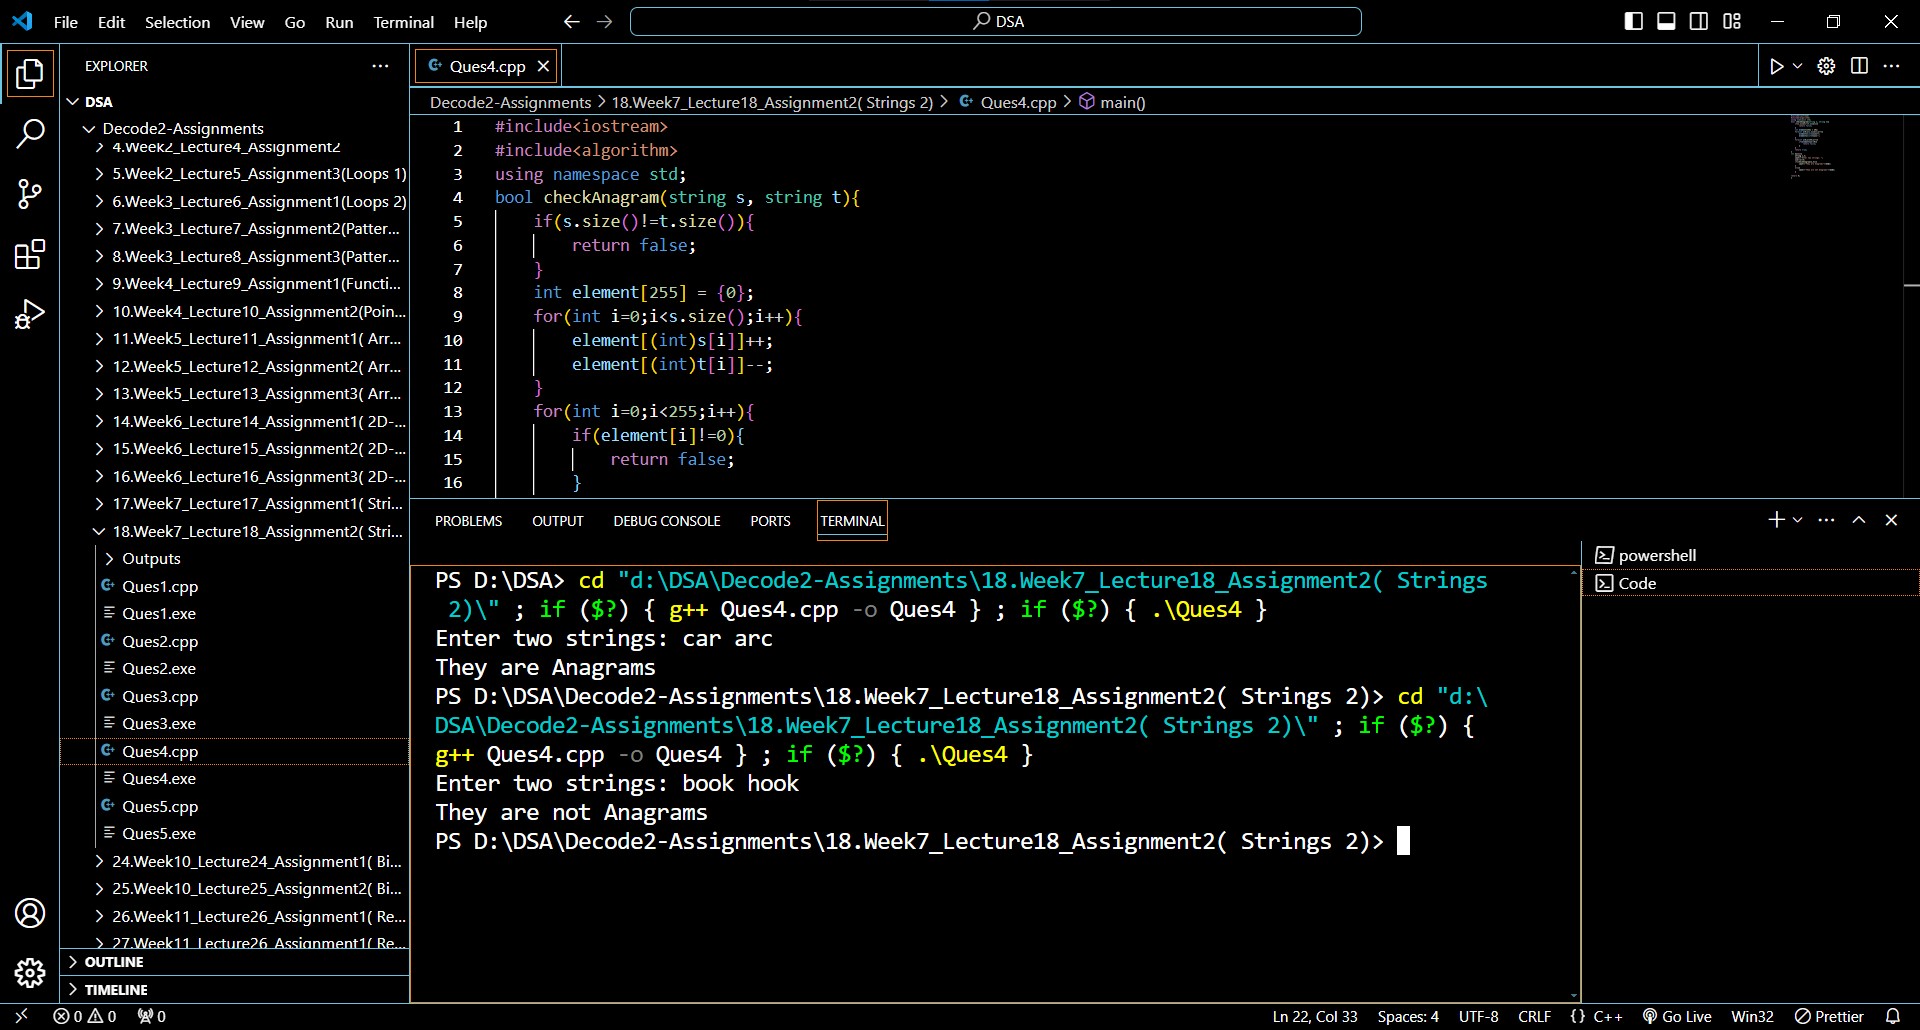 File Edit Selection View Go Run Terminal Help
DSA
EXPLORER
DSA
Decode2-Assignments
4.Week2_Lecture4_Assignment2
5.Week2_Lecture5_Assignment3(Loops 1)
6.Week3_Lecture6_Assignment1(Loops 2)
7.Week3_Lecture7_Assignment2(Patter...
8.Week3_Lecture8_Assignment3(Patter...
9.Week4_Lecture9_Assignment1(Functi...
10.Week4_Lecture10_Assignment2(Poin...
11.Week5_Lecture11_Assignment1( Arr...
12.Week5_Lecture12_Assignment2( Arr...
13.Week5_Lecture13_Assignment3( Arr...
14.Week6_Lecture14_Assignment1( 2D-...
15.Week6_Lecture15_Assignment2( 2D-...
16.Week6_Lecture16_Assignment3( 2D-...
17.Week7_Lecture17_Assignment1( Stri...
18.Week7_Lecture18_Assignment2( Stri...
Outputs
Ques1.cpp
Ques1.exe
Ques2.cpp
Ques2.exe
Ques3.cpp
Ques3.exe
Ques4.cpp
Ques4.exe
Ques5.cpp
Ques5.exe
24.Week10_Lecture24_Assignment1( Bi...
25.Week10_Lecture25_Assignment2( Bi...
26.Week11_Lecture26_Assignment1( Re...
27.Week11_Lecture26_Assignment1( Re...
OUTLINE
TIMELINE
Ques4.cpp
Decode2-Assignments > 18.Week7_Lecture18_Assignment2( Strings 2) > Ques4.cpp > main()
1 #include<iostream>
2 #include<algorithm>
3 using namespace std;
4 bool checkAnagram(string s, string t){
5 if(s.size()!=t.size()){
6 return false;
7 }
8 int element[255] = {0};
9 for(int i=0;i<s.size();i++){
10 element[(int)s[i]]++;
11 element[(int)t[i]]--;
12 }
13 for(int i=0;i<255;i++){
14 if(element[i]!=0){
15 return false;
16 }
PROBLEMS OUTPUT DEBUG CONSOLE PORTS TERMINAL
PS D:\DSA> cd "d:\DSA\Decode2-Assignments\18.Week7_Lecture18_Assignment2( Strings
2)\" ; if ($?) { g++ Ques4.cpp -o Ques4 } ; if ($?) { .\Ques4 }
Enter two strings: car arc
They are Anagrams
PS D:\DSA\Decode2-Assignments\18.Week7_Lecture18_Assignment2( Strings 2)> cd "d:\
DSA\Decode2-Assignments\18.Week7_Lecture18_Assignment2( Strings 2)\" ; if ($?) {
g++ Ques4.cpp -o Ques4 } ; if ($?) { .\Ques4 }
Enter two strings: book hook
They are not Anagrams
PS D:\DSA\Decode2-Assignments\18.Week7_Lecture18_Assignment2( Strings 2)>
powershell
Code
0 0 0
Ln 22, Col 33 Spaces: 4 UTF-8 CRLF {} C++ Go Live Win32 Prettier